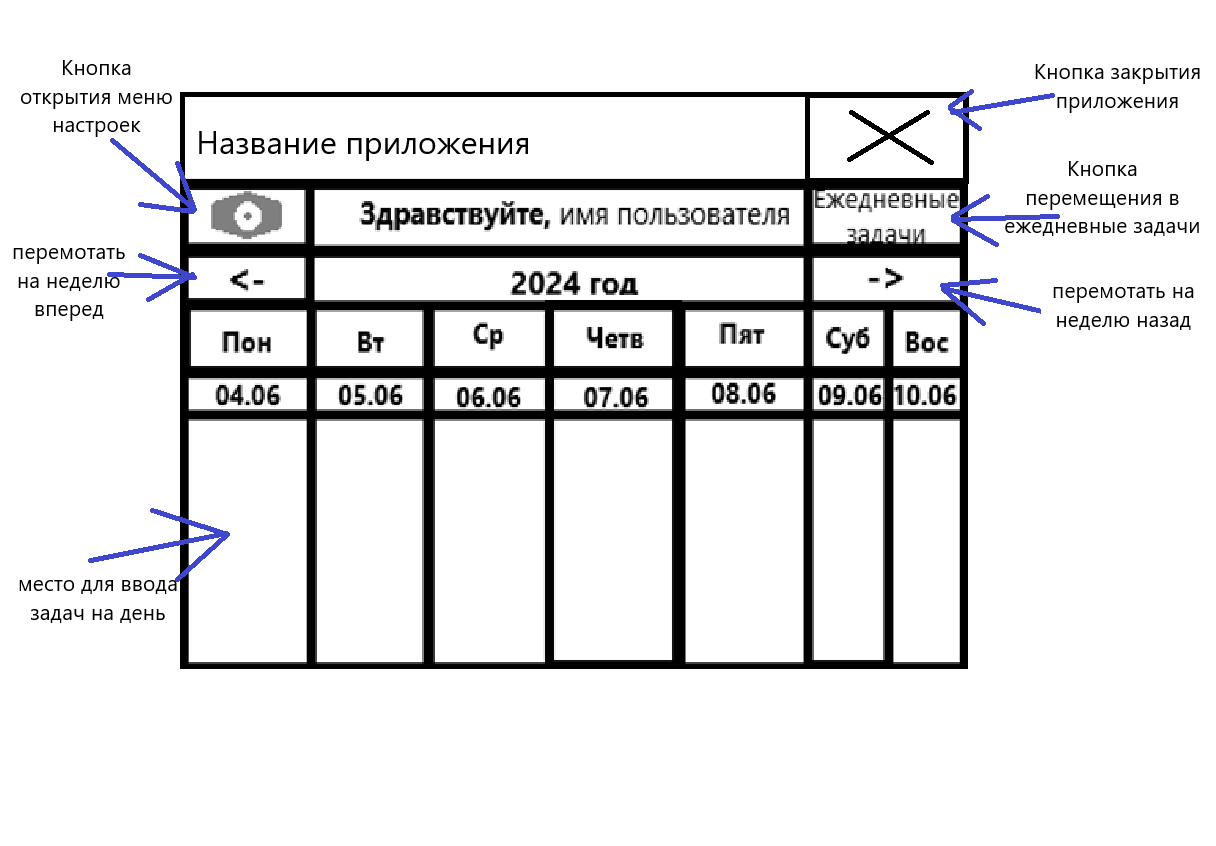 Кнопка
открытия меню
настроек
Кнопка закрытия
приложения
Название приложения
Кнопка
перемещения в
ежедневные задачи
Здравствуйте, имя пользователя
Ежедневные
задачи
перемотать
на неделю
вперед
<-
2024 год
->
перемотать на
неделю назад
Пон Вт Ср Четв Пят Суб Вос
04.06 05.06 06.06 07.06 08.06 09.06 10.06
место для ввода
задач на день